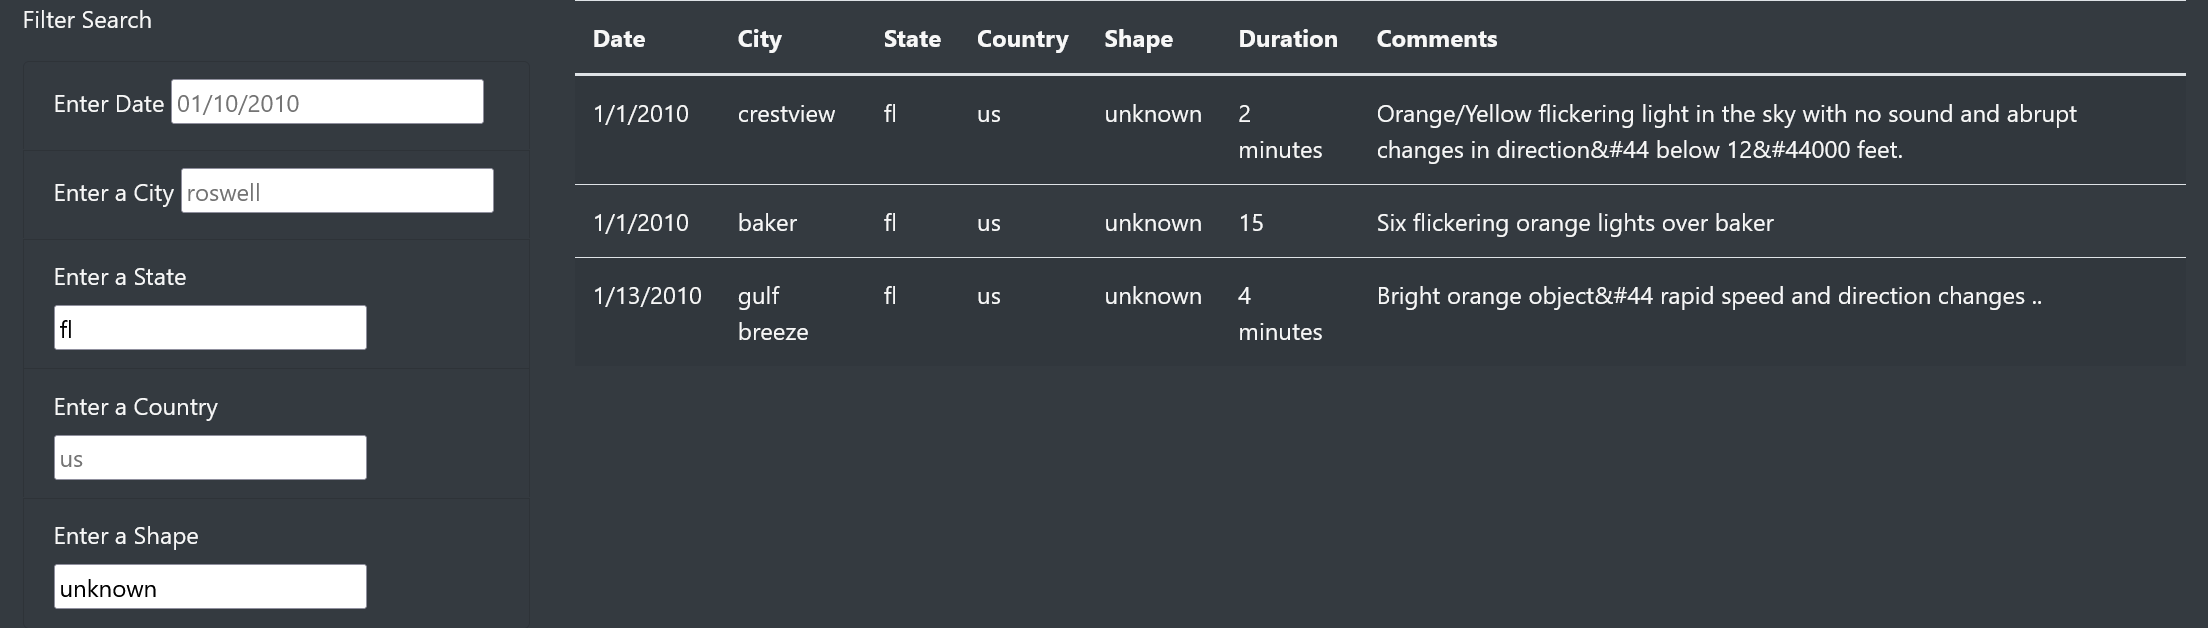 Filter Search
Enter Date 01/10/2010
Enter a City roswell
Enter a State
fl
Enter a Country
us
Enter a Shape
unknown
Date City State Country Shape Duration Comments
1/1/2010 crestview fl us unknown 2 minutes Orange/Yellow flickering light in the sky with no sound and abrupt
changes in direction&#44 below 12&#44000 feet.
1/1/2010 baker fl us unknown 15 Six flickering orange lights over baker
1/13/2010 gulf breeze fl us unknown 4 minutes Bright orange object&#44 rapid speed and direction changes ..